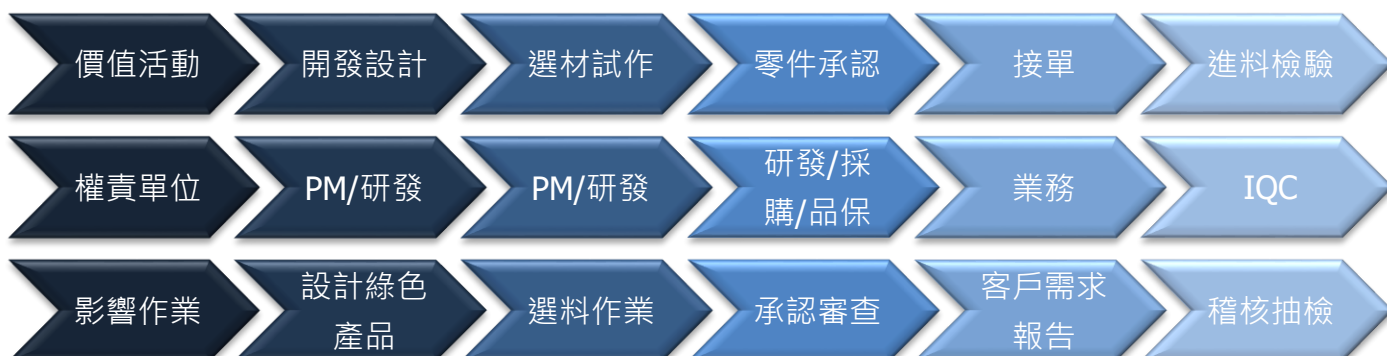 價值活動 開發設計 選材試作 零件承認 接單 進料檢驗
權責單位 PM/研發 PM/研發 研發/採購/品保 業務 IQC
影響作業 設計綠色產品 選料作業 承認審查 客戶需求報告 稽核抽檢